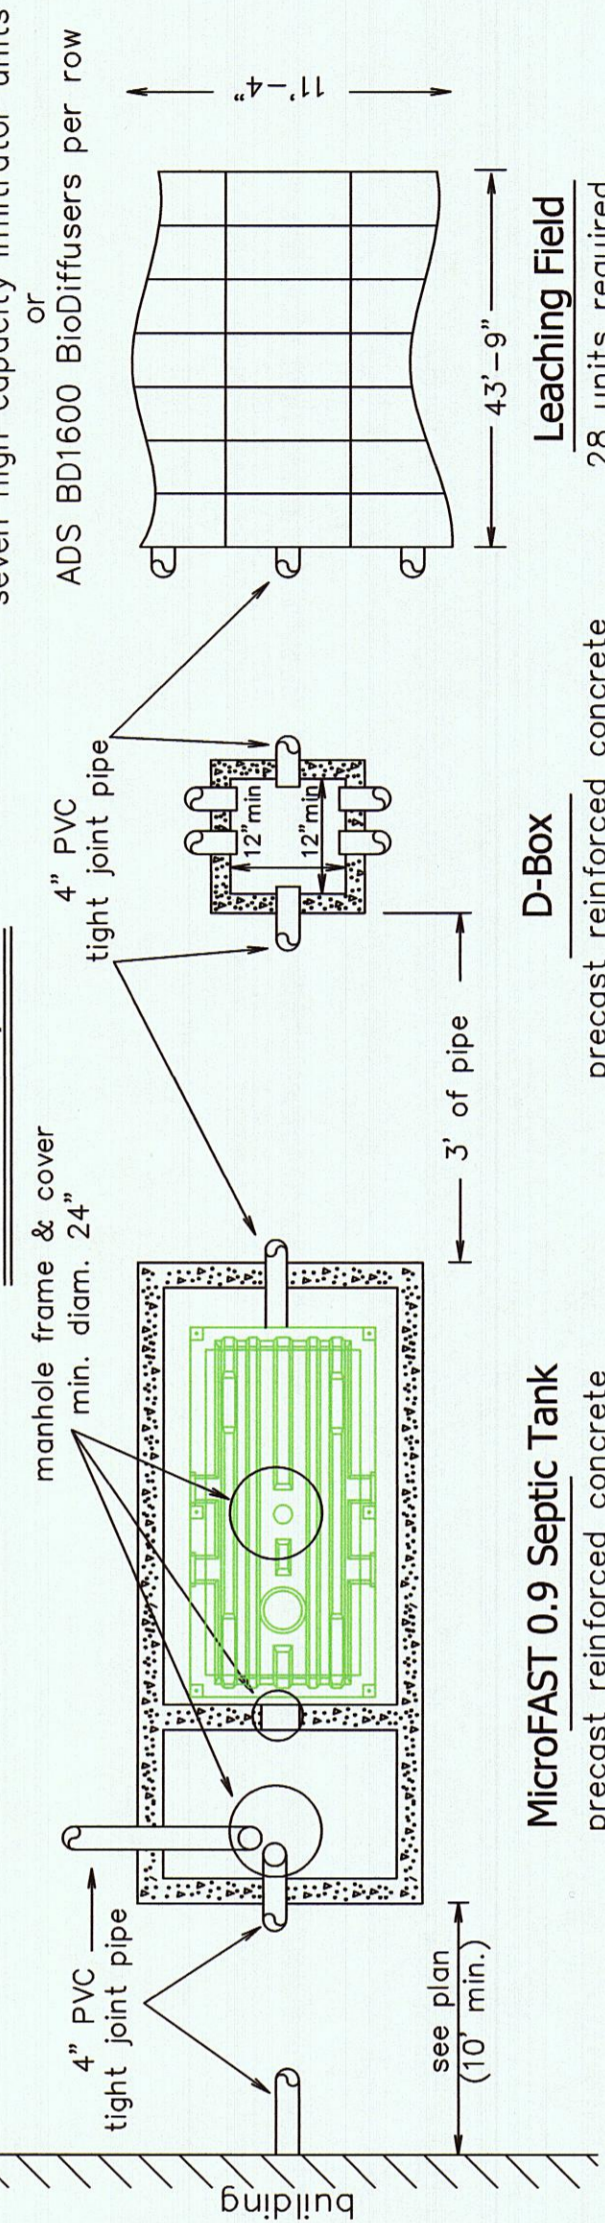 seven high capacity infiltrator units
or
ADS BD1600 BioDiffusers per row
manhole frame & cover
min. diam. 24"
4" PVC
tight joint pipe
4" PVC
tight joint pipe
12"min
12"min
11'-4"
building
see plan
(10' min.)
3' of pipe
43'-9"
MicroFAST 0.9 Septic Tank
precast reinforced concrete
D-Box
precast reinforced concrete
Leaching Field
28 units required